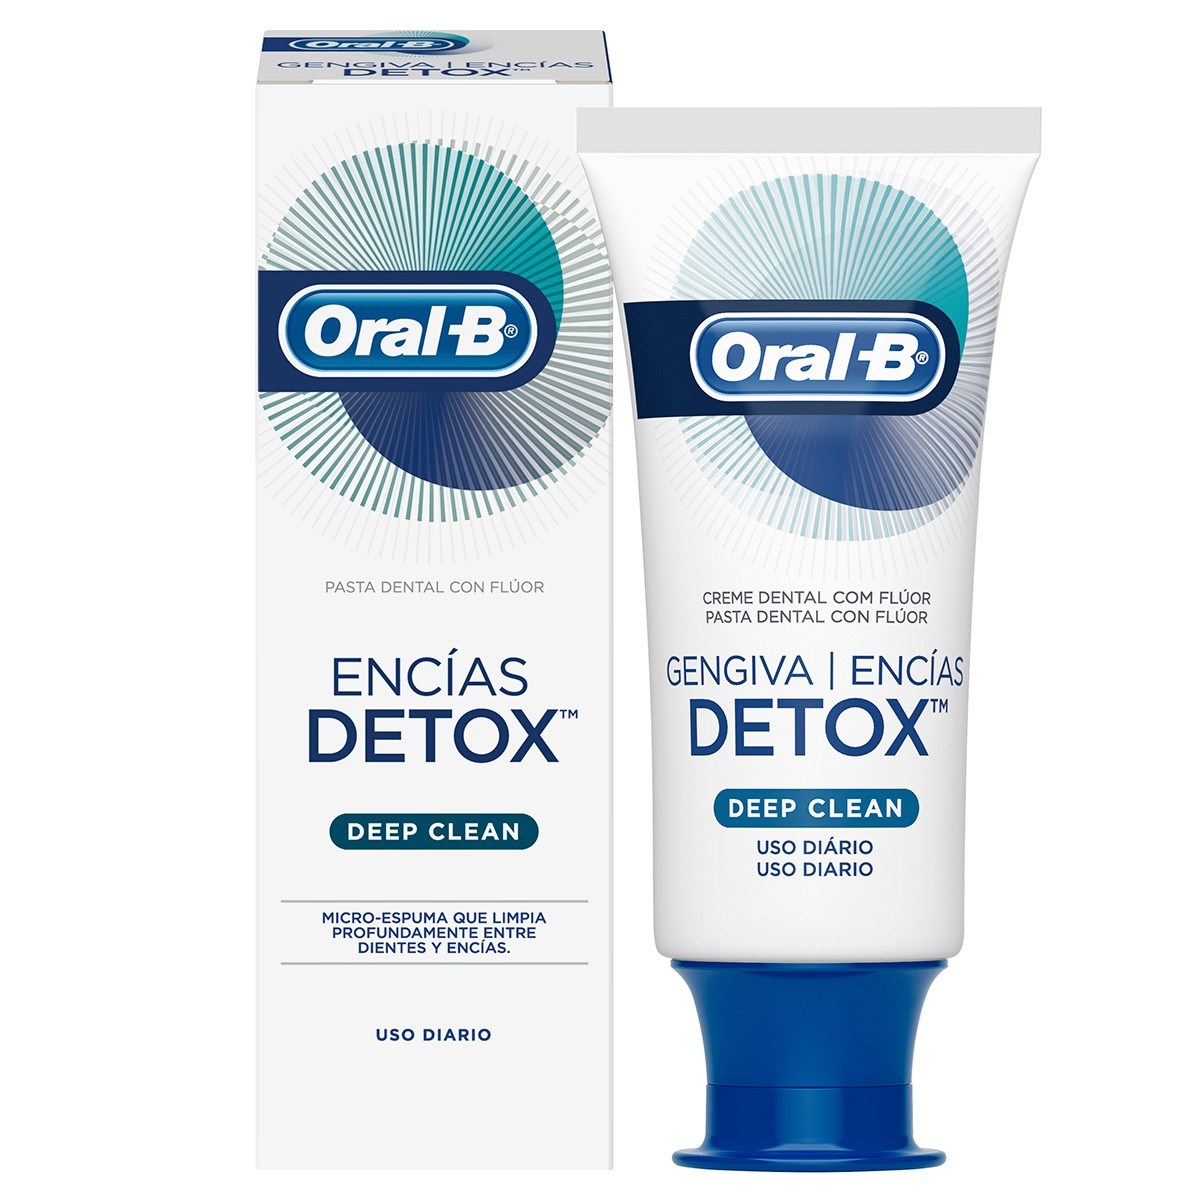 Oral-B
GENGIVA | ENCÍAS
DETOX™
Oral-B®
PASTA DENTAL CON FLÚOR
ENCÍAS
DETOX™
DEEP CLEAN
MICRO-ESPUMA QUE LIMPIA
PROFUNDAMENTE ENTRE
DIENTES Y ENCÍAS.
USO DIARIO
Oral-B®
CREME DENTAL COM FLÚOR
PASTA DENTAL CON FLÚOR
GENGIVA | ENCÍAS
DETOX™
DEEP CLEAN
USO DIÁRIO
USO DIARIO